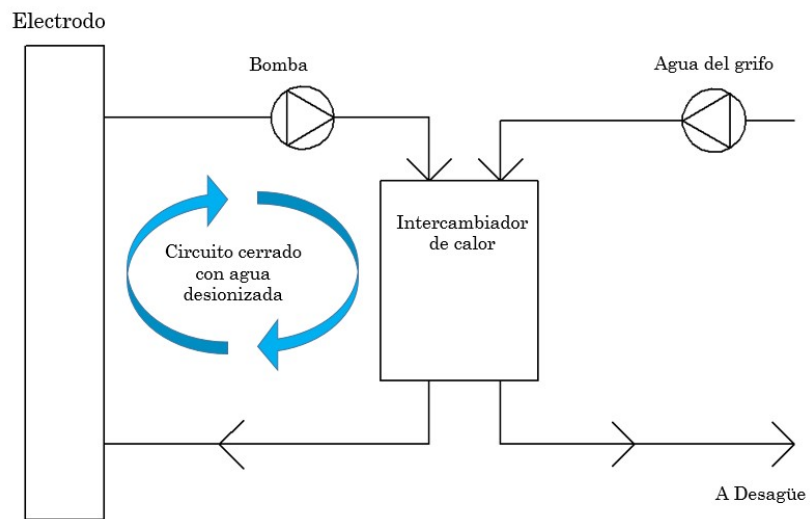 Electrodo
Bomba
Agua del grifo
Intercambiador
de calor
Circuito cerrado
con agua
desionizada
A Desagüe